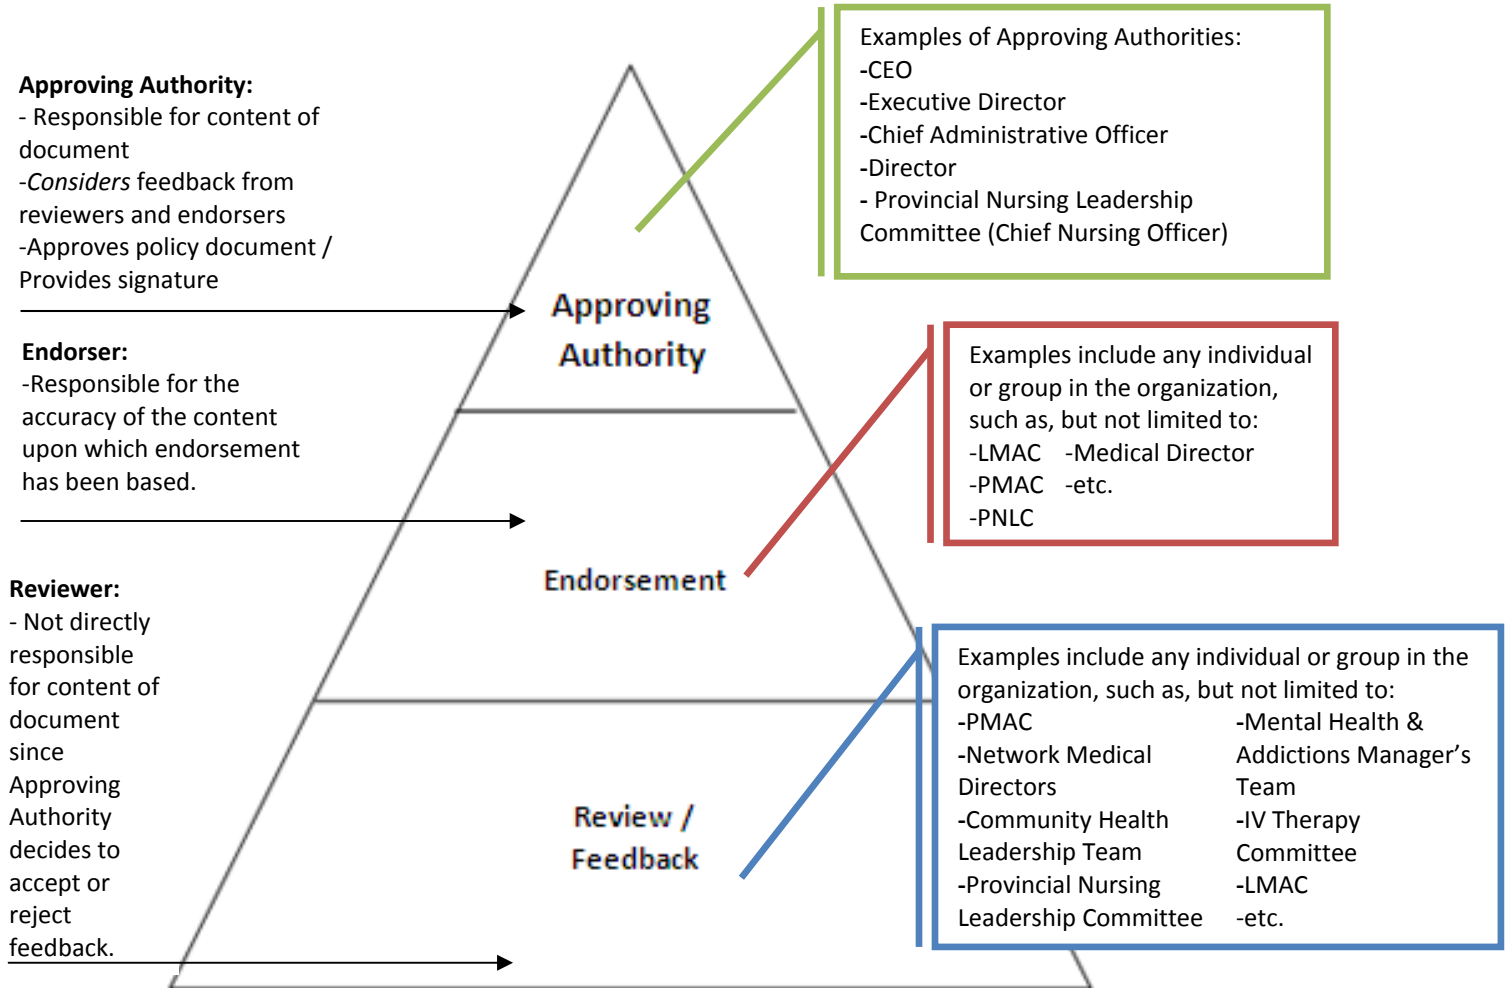 Approving Authority:
- Responsible for content of
document
-Considers feedback from
reviewers and endorsers
-Approves policy document /
Provides signature
Endorser:
-Responsible for the
accuracy of the content
upon which endorsement
has been based.
Reviewer:
- Not directly
responsible
for content of
document
since
Approving
Authority
decides to
accept or
reject
feedback.
Approving
Authority
Endorsement
Review /
Feedback
Examples of Approving Authorities:
-CEO
-Executive Director
-Chief Administrative Officer
-Director
- Provincial Nursing Leadership
Committee (Chief Nursing Officer)
Examples include any individual
or group in the organization,
such as, but not limited to:
-LMAC -Medical Director
-PMAC -etc.
-PNLC
Examples include any individual or group in the
organization, such as, but not limited to:
-PMAC
-Network Medical
Directors
-Community Health
Leadership Team
-Provincial Nursing
Leadership Committee
-Mental Health &
Addictions Manager’s
Team
-IV Therapy
Committee
-LMAC
-etc.